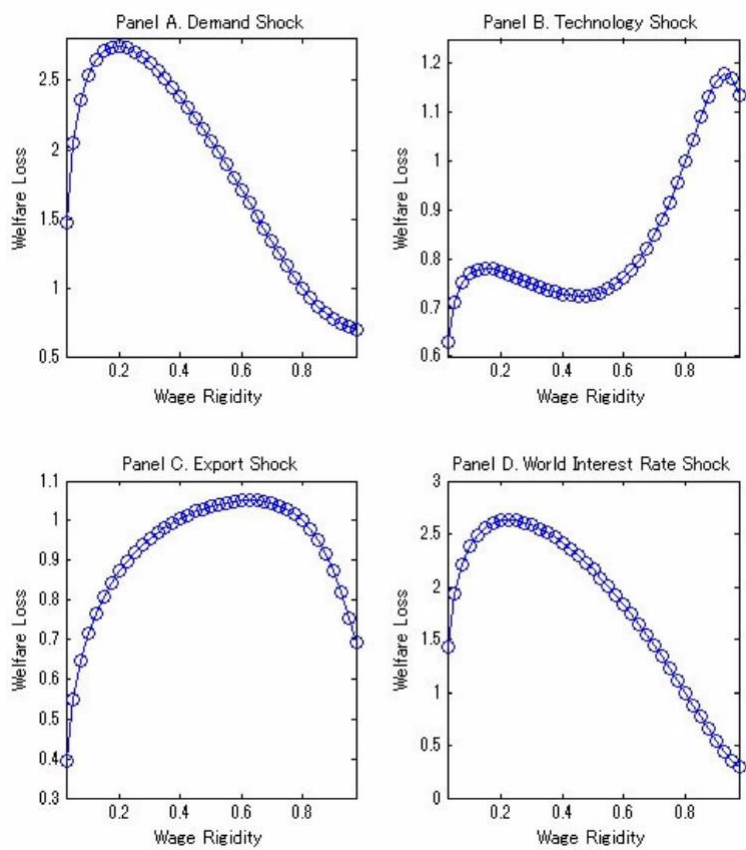 Panel A. Demand Shock
2.5
2
1.5
1
0.5
0.2 0.4 0.6 0.8
Wage Rigidity
Welfare Loss
Panel B. Technology Shock
1.2
1.1
1
0.9
0.8
0.7
0.6
0.2 0.4 0.6 0.8
Wage Rigidity
Welfare Loss
Panel C. Export Shock
1.1
1
0.9
0.8
0.7
0.6
0.5
0.4
0.3
0.2 0.4 0.6 0.8
Wage Rigidity
Welfare Loss
Panel D. World Interest Rate Shock
3
2.5
2
1.5
1
0.5
0
0.2 0.4 0.6 0.8
Wage Rigidity
Welfare Loss